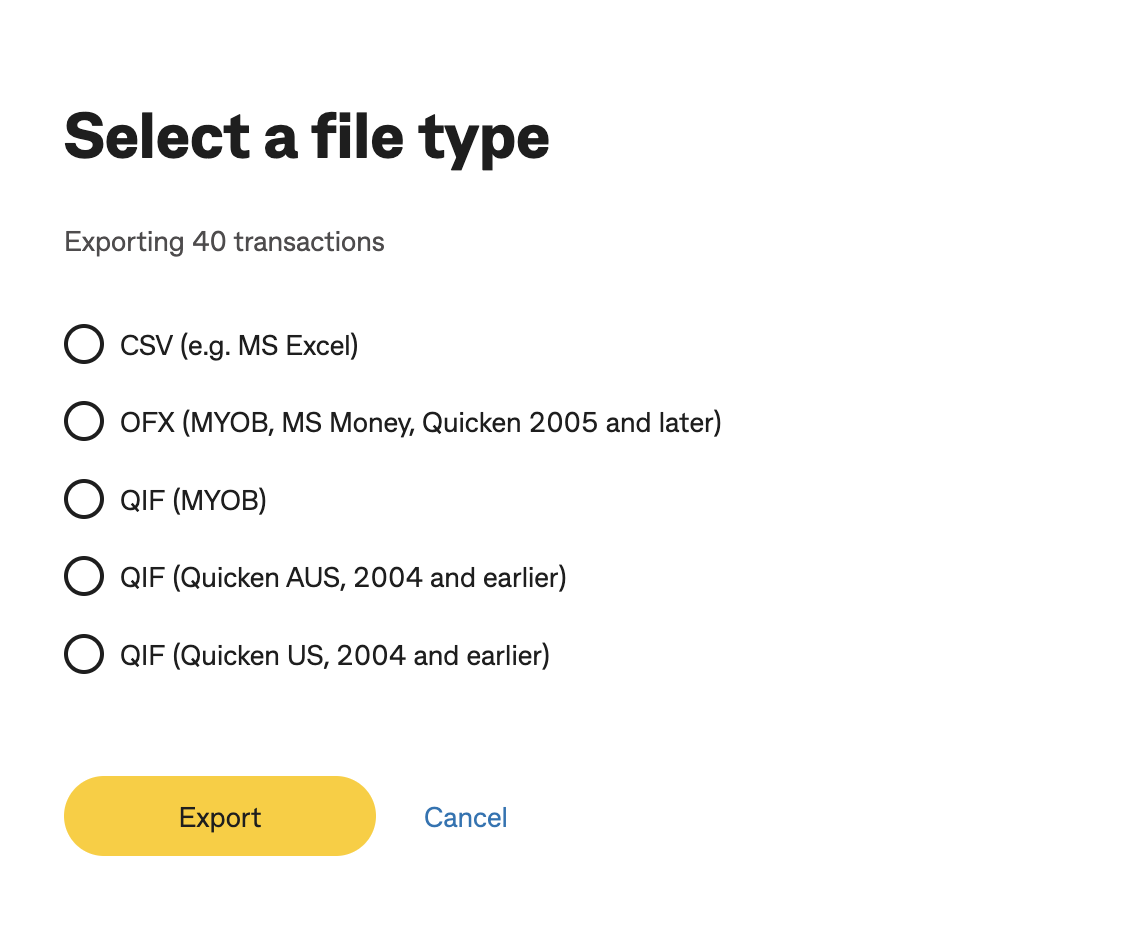 Select a file type
Exporting 40 transactions
CSV (e.g. MS Excel)
OFX (MYOB, MS Money, Quicken 2005 and later)
QIF (MYOB)
QIF (Quicken AUS, 2004 and earlier)
QIF (Quicken US, 2004 and earlier)
Export
Cancel